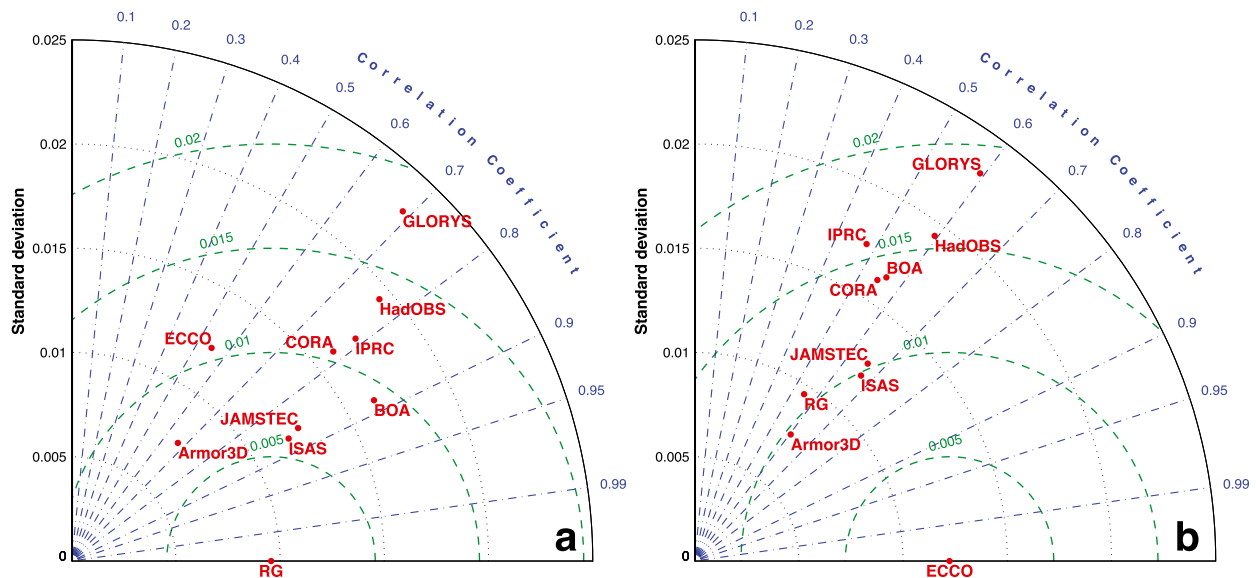 0.1
0.2
0.3
0.4
0.5
0.6
0.7
0.8
0.9
0.95
0.99
Correlation Coefficient
0.025
0.020
0.015
0.010
0.005
0
Standard deviation
0.02
0.015
0.01
0.005
GLORYS
HadOBS
ECCO
CORA
IPRC
BOA
JAMSTEC
ISAS
Armor3D
RG
a
0.1
0.2
0.3
0.4
0.5
0.6
0.7
0.8
0.9
0.95
0.99
Correlation Coefficient
0.025
0.020
0.015
0.010
0.005
0
Standard deviation
0.02
0.015
0.01
0.005
GLORYS
IPRC
HadOBS
BOA
CORA
JAMSTEC
ISAS
RG
Armor3D
ECCO
b